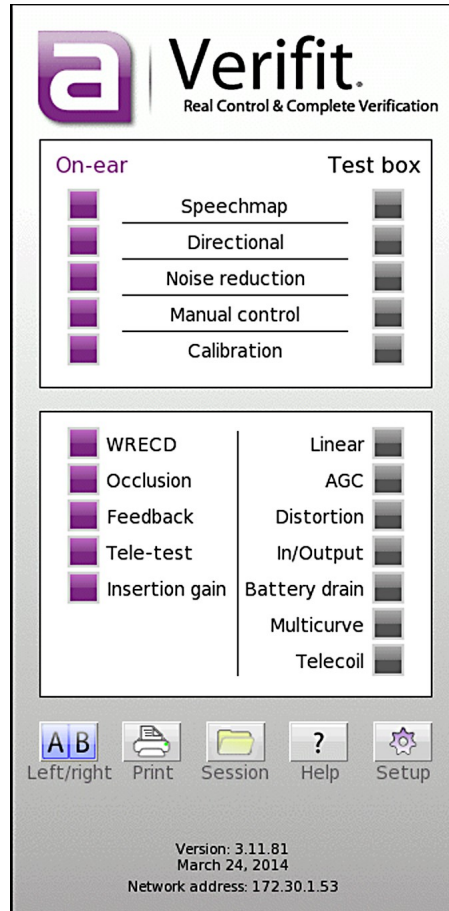 a Verifit®
Real Control & Complete Verification
On-ear Test box
Speechmap
Directional
Noise reduction
Manual control
Calibration
WRECD Linear
Occlusion AGC
Feedback Distortion
Tele-test In/Output
Insertion gain Battery drain
Multicurve
Telecoil
A B ?
Left/right Print Session Help Setup
Version: 3.11.81
March 24, 2014
Network address: 172.30.1.53